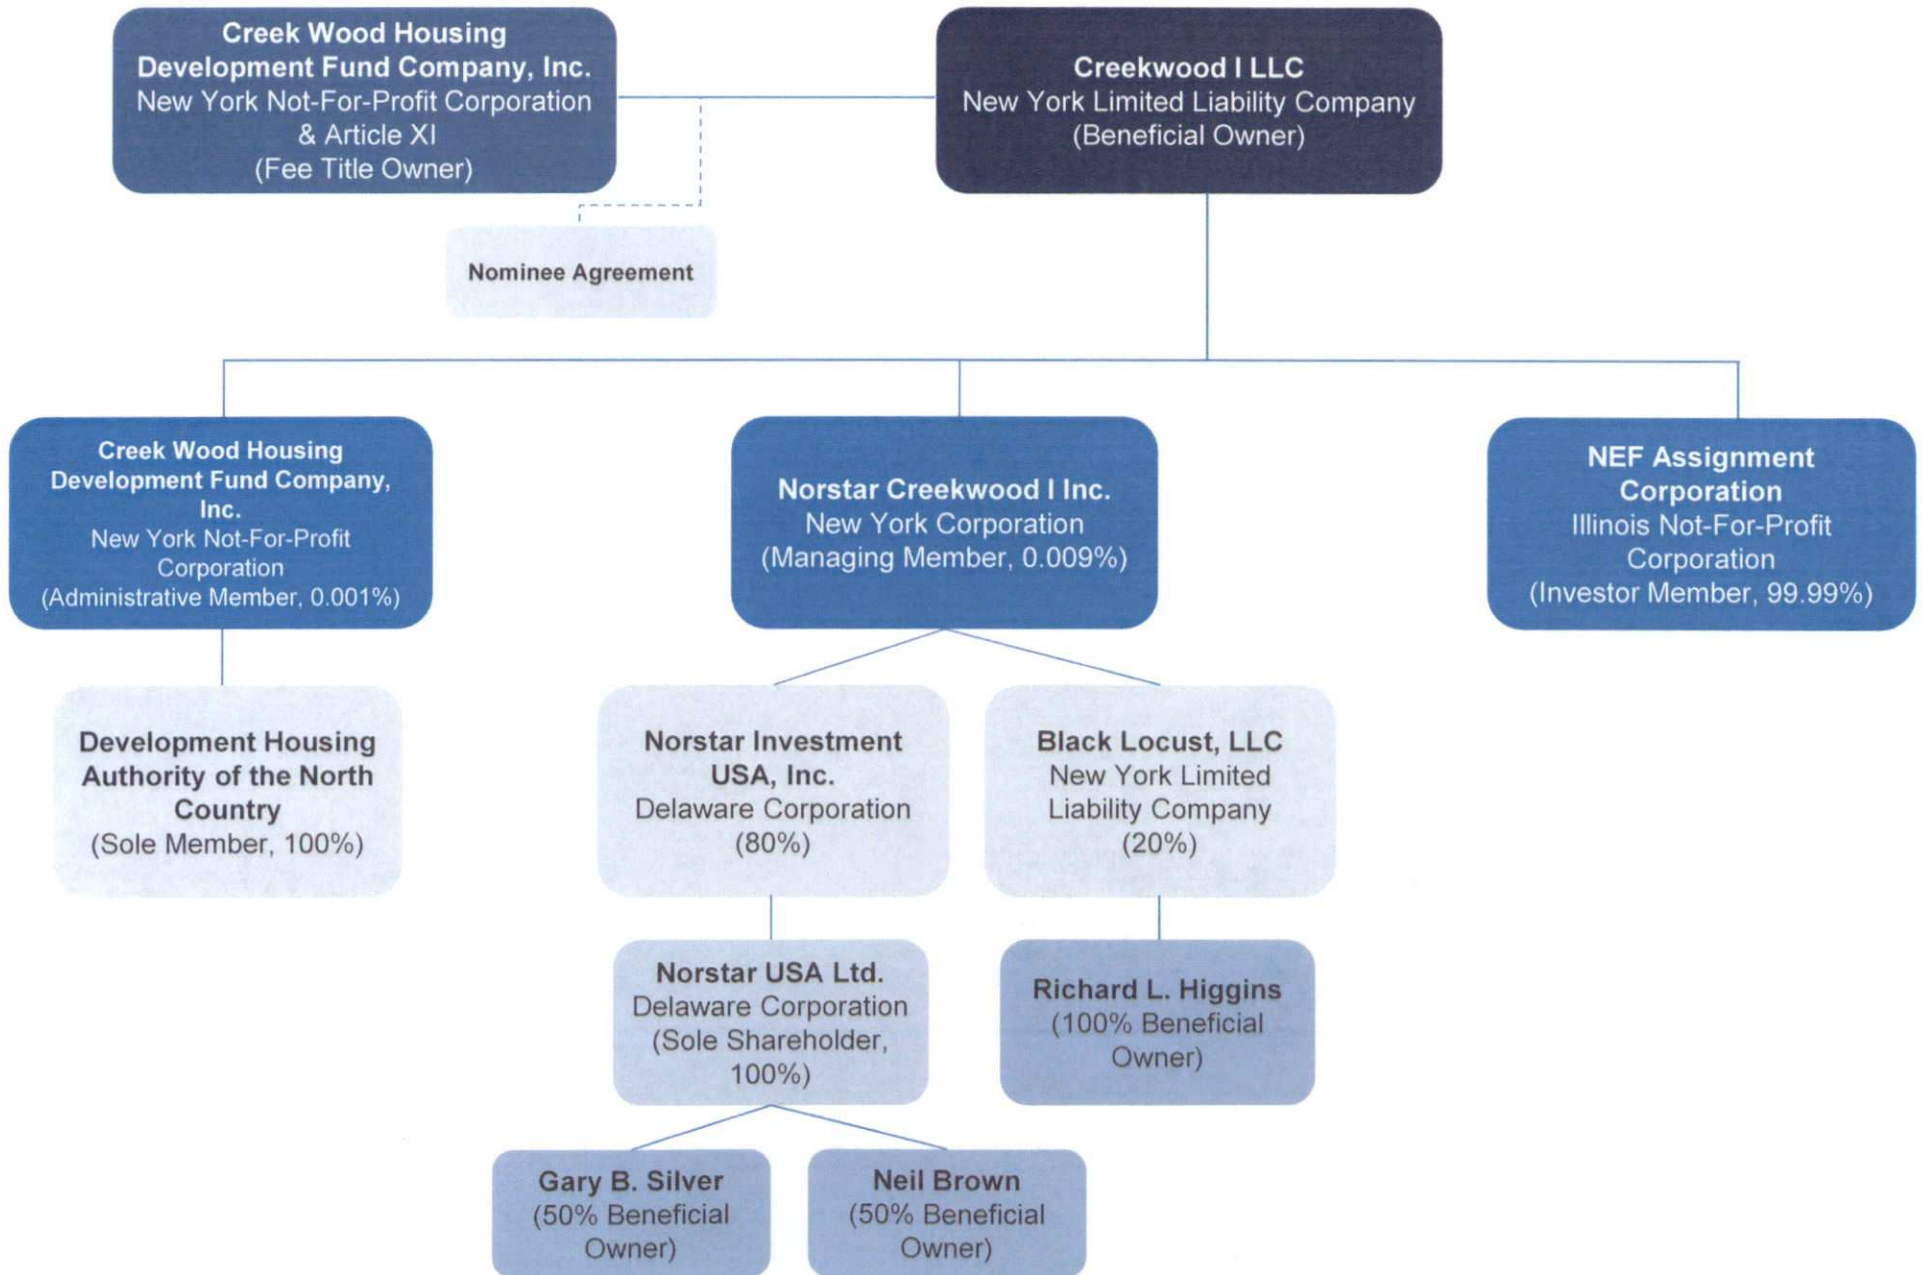 Creek Wood Housing
Development Fund Company, Inc.
New York Not-For-Profit Corporation
& Article XI
(Fee Title Owner)
Creekwood I LLC
New York Limited Liability Company
(Beneficial Owner)
Nominee Agreement
Creek Wood Housing
Development Fund Company,
Inc.
New York Not-For-Profit
Corporation
(Administrative Member, 0.001%)
Norstar Creekwood I Inc.
New York Corporation
(Managing Member, 0.009%)
NEF Assignment
Corporation
Illinois Not-For-Profit
Corporation
(Investor Member, 99.99%)
Development Housing
Authority of the North
Country
(Sole Member, 100%)
Norstar Investment
USA, Inc.
Delaware Corporation
(80%)
Black Locust, LLC
New York Limited
Liability Company
(20%)
Norstar USA Ltd.
Delaware Corporation
(Sole Shareholder,
100%)
Richard L. Higgins
(100% Beneficial
Owner)
Gary B. Silver
(50% Beneficial
Owner)
Neil Brown
(50% Beneficial
Owner)